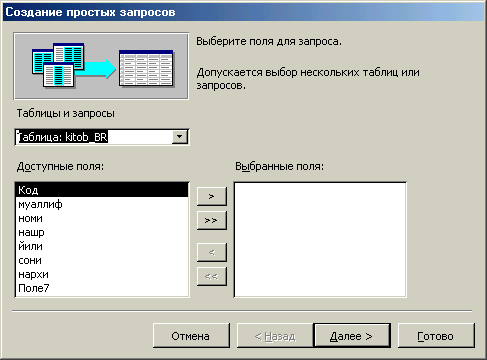 Создание простых запросов
Выберите поля для запроса.
Допускается выбор нескольких таблиц или
запросов.
Таблицы и запросы
Таблица: kitob_BR
Доступные поля:
Выбранные поля:
Код
муаллиф
номи
нашр
йили
сони
нархи
Поле7
>
>>
<
<<
Отмена
< Назад
Далее >
Готово